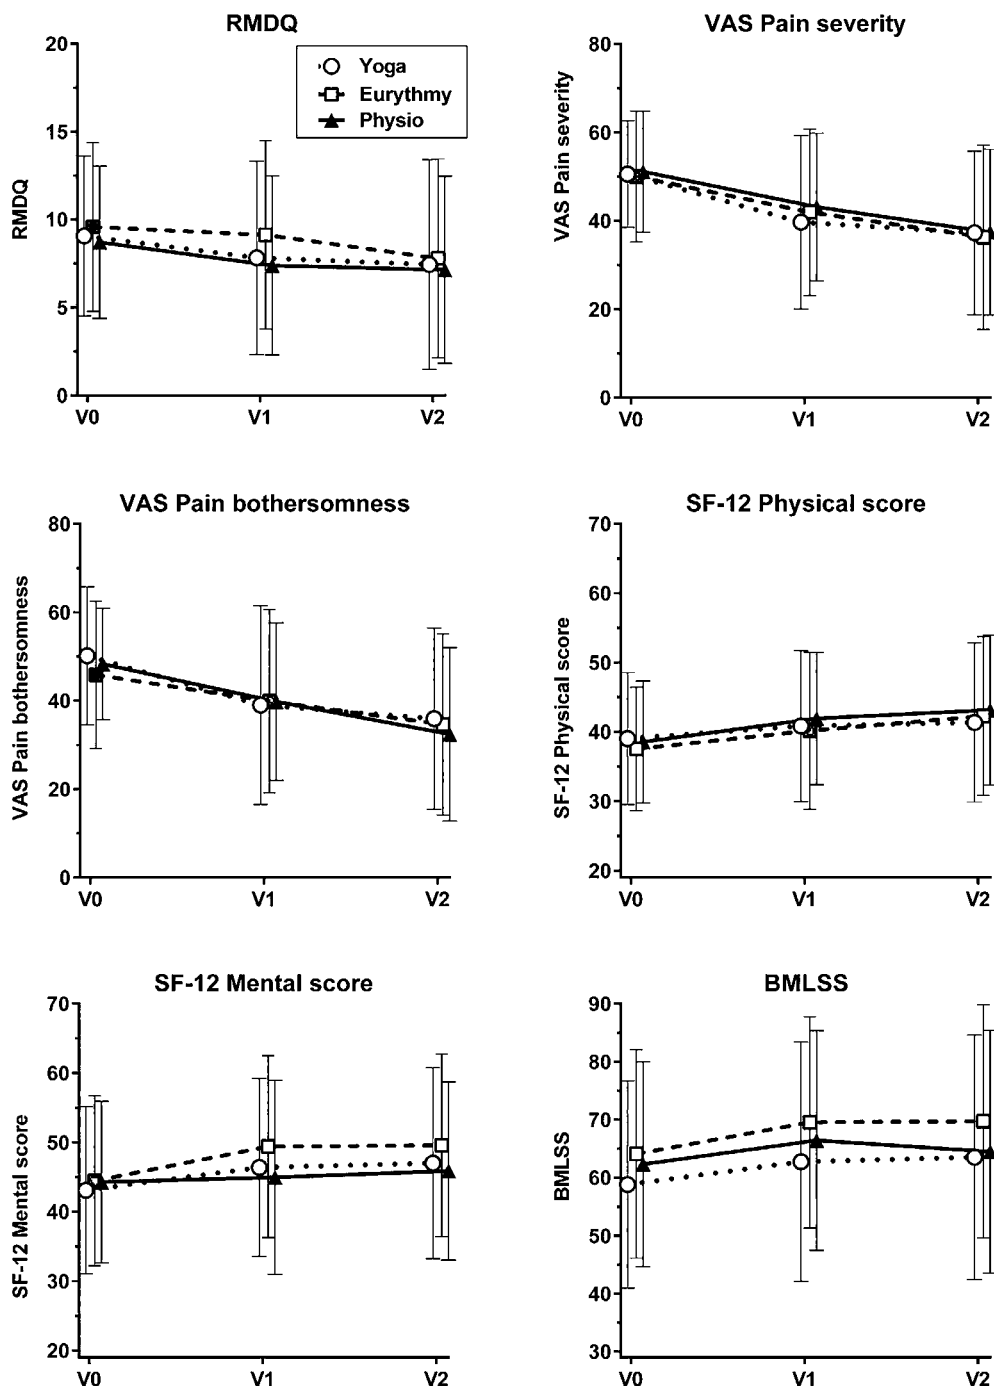 RMDQ
20
15
10
5
0
RMDQ
Yoga
Eurythmy
Physio
V0 V1 V2
VAS Pain severity
80
60
40
20
0
VAS Pain severity
V0 V1 V2
VAS Pain bothersomness
80
60
40
20
0
VAS Pain bothersomness
V0 V1 V2
SF-12 Physical score
70
60
50
40
30
20
SF-12 Physical score
V0 V1 V2
SF-12 Mental score
70
60
50
40
30
20
SF-12 Mental score
V0 V1 V2
BMLSS
90
80
70
60
50
40
30
BMLSS
V0 V1 V2